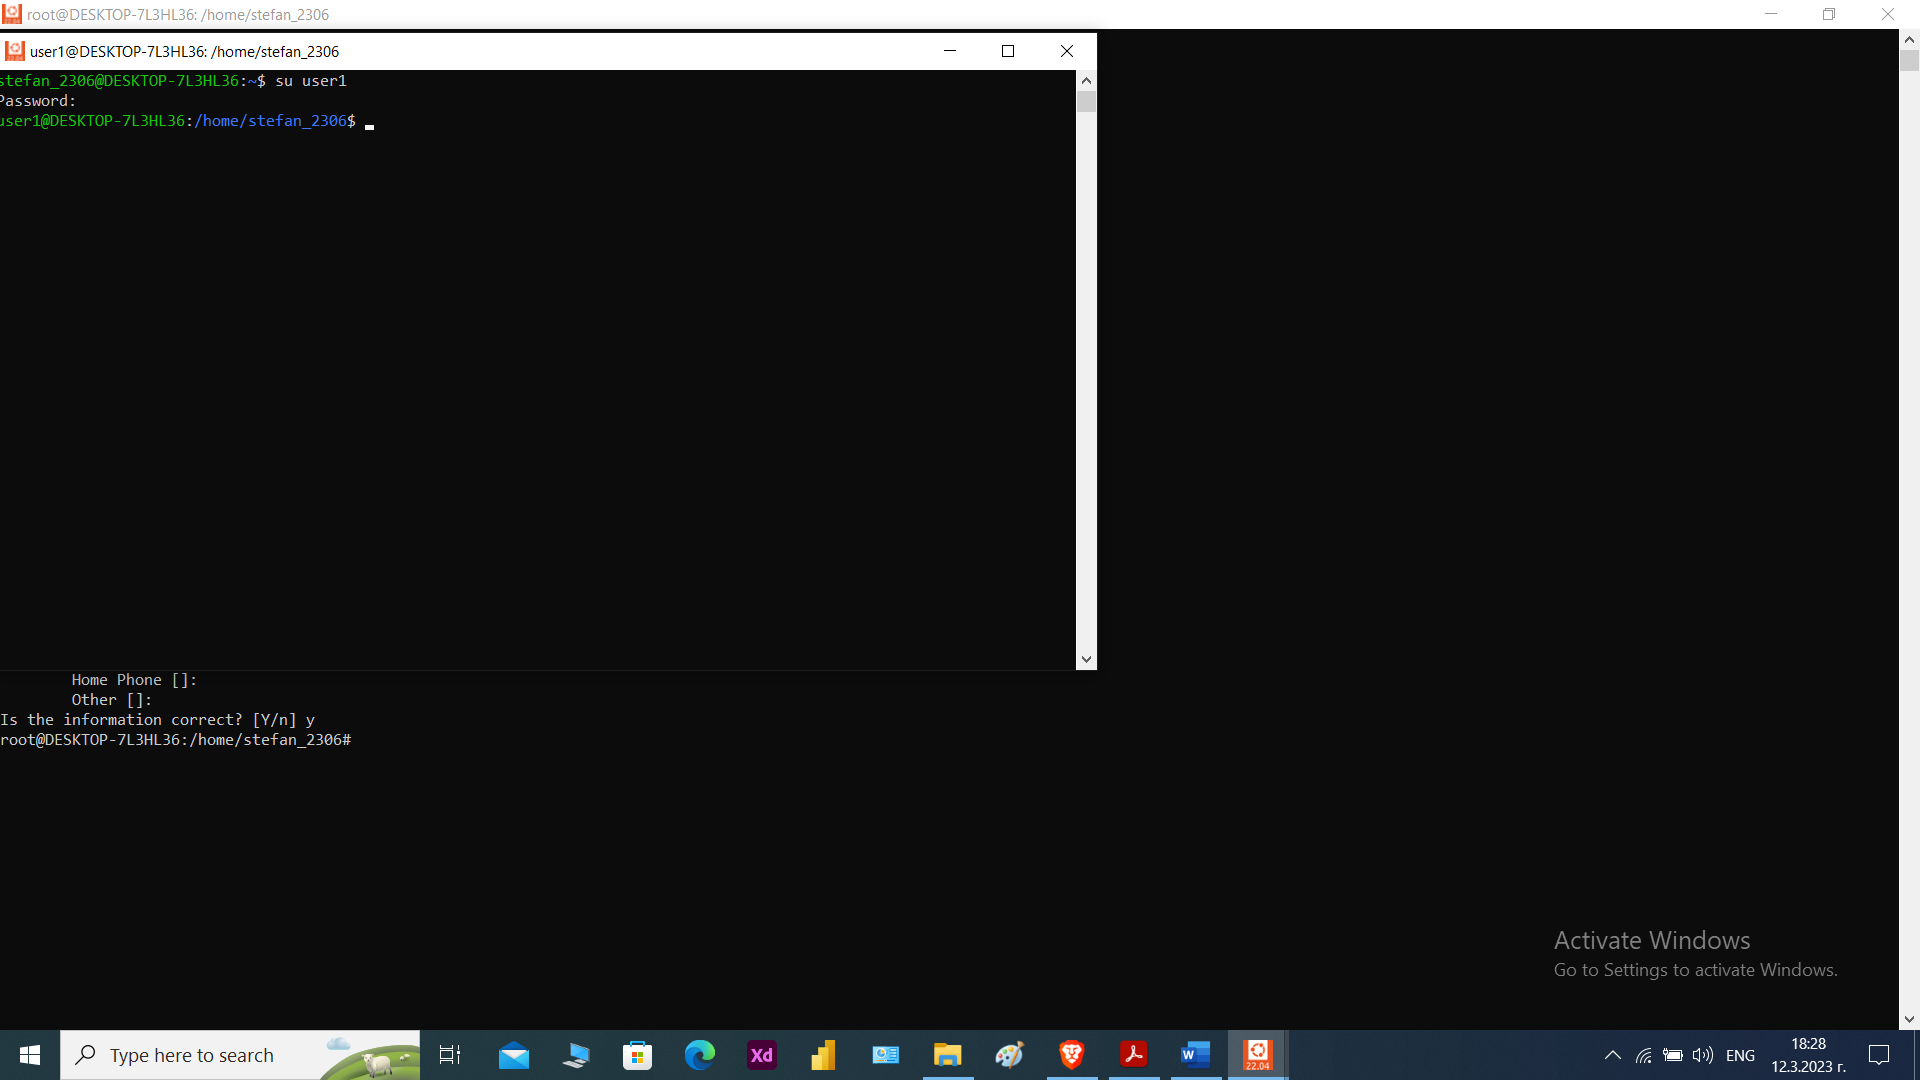 root@DESKTOP-7L3HL36: /home/stefan_2306
user1@DESKTOP-7L3HL36: /home/stefan_2306
stefan_2306@DESKTOP-7L3HL36:~$ su user1
Password:
user1@DESKTOP-7L3HL36:/home/stefan_2306$
Home Phone []:
Other []:
Is the information correct? [Y/n] y
root@DESKTOP-7L3HL36:/home/stefan_2306#
Activate Windows
Go to Settings to activate Windows.
Type here to search
Xd
W
22.04
ENG
18:28
12.3.2023 г.